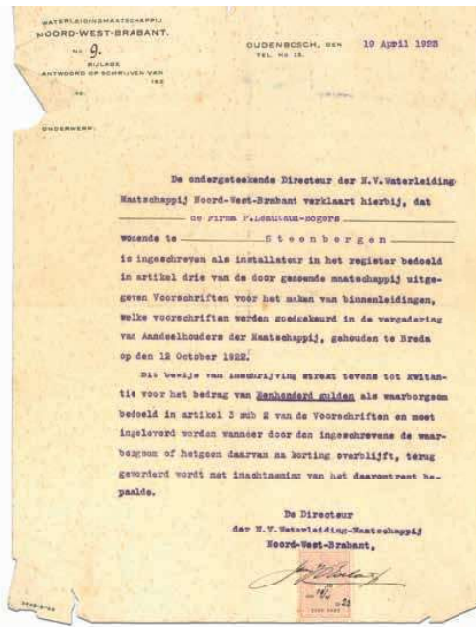 WATERLEIDINGMAATSCHAPPIJ
NOORD-WEST-BRABANT.
No 9.
BIJLAGE
ANTWOORD OP SCHRIJVEN VAN
192
No.
ONDERWERP:
OUDENBOSCH, DEN 19 April 1923
TEL. No 15.
De ondergeteekende Directeur der N.V.Waterleiding-
Maatschappij Noord-West-Brabant verklaart hierbij, dat
de Firma
wonende te Steenbergen
is ingeschreven als installateur in het register bedoeld
in artikel drie van de door genoemde maatschappij uitge-
geven Voorschriften voor het maken van binnenleidingen,
welke voorschriften werden goedgekeurd in de vergadering
van Aandeelhouders der Maatschappij, gehouden te Breda
op den 12 October 1922.
Dit bewijs van inschrijving strekt tevens tot kwitan-
tie voor het bedrag van Eenhonderd gulden als waarborgsom
bedoeld in artikel 3 sub 2 van de Voorschriften en moet
ingeleverd worden wanneer door den ingeschrevene de waar-
borgsom of hetgeen daarvan na korting overblijft, terug
gevorderd wordt met inachtneming van het daaromtrent be-
paalde.
De Directeur
der N.V.Waterleiding-Maatschappij
Noord-West-Brabant,